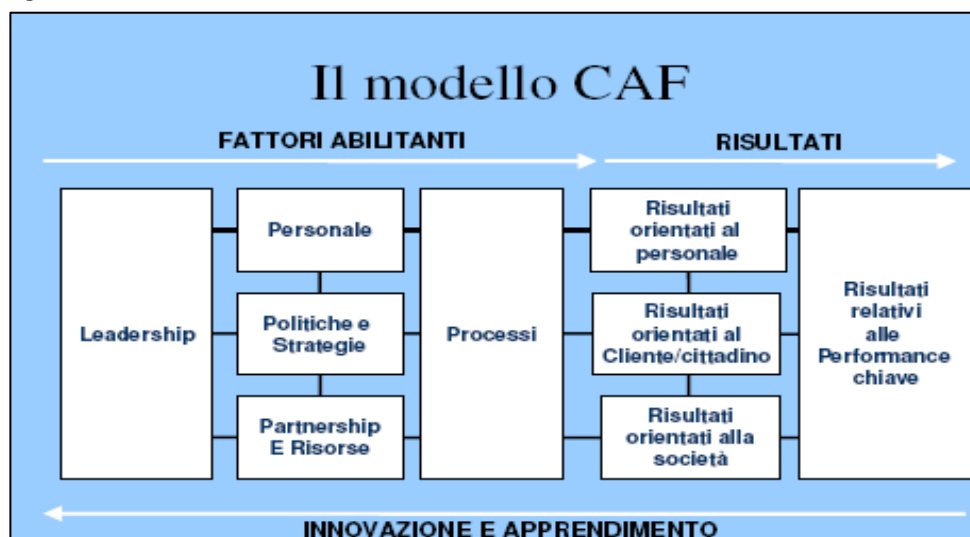 Il modello CAF
FATTORI ABILITANTI
RISULTATI
Leadership
Personale
Politiche e
Strategie
Partnership
E Risorse
Processi
Risultati
orientati al
personale
Risultati
orientati al
Cliente/cittadino
Risultati
orientati alla
società
Risultati
relativi
alle
Performance
chiave
INNOVAZIONE E APPRENDIMENTO